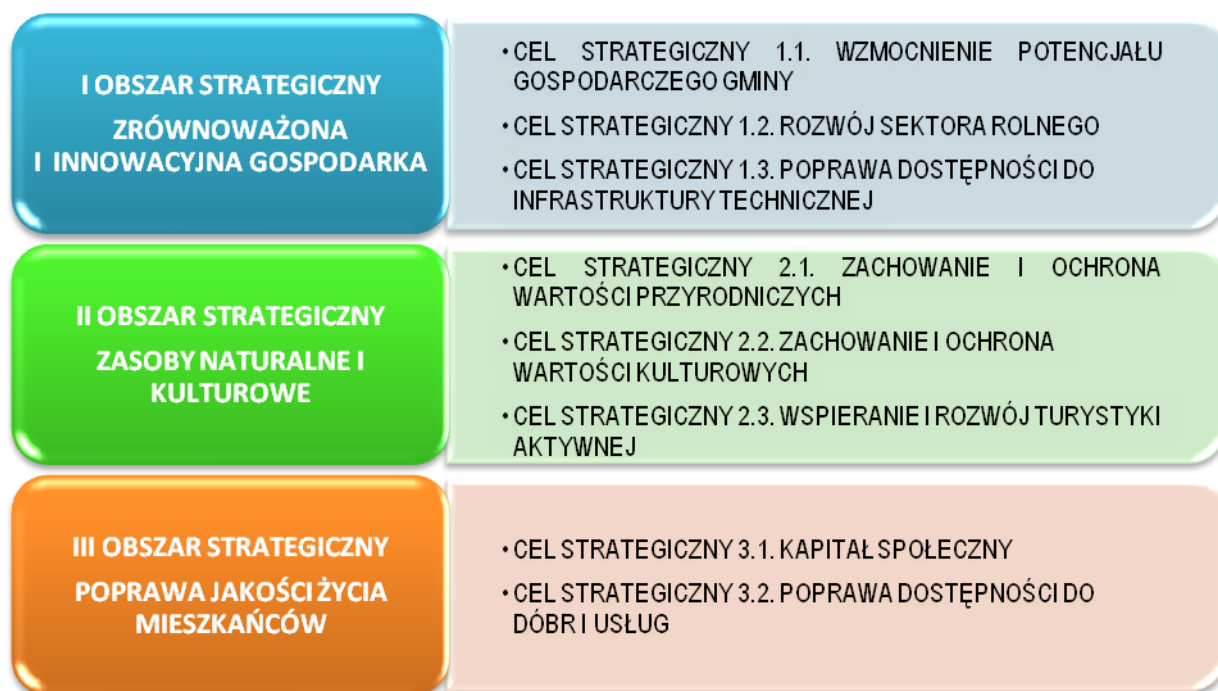 I OBSZAR STRATEGICZNY
ZRÓWNOWAŻONA
I INNOWACYJNA GOSPODARKA
•CEL STRATEGICZNY 1.1. WZMOCNIENIE POTENCJAŁU
GOSPODARCZEGO GMINY
•CEL STRATEGICZNY 1.2. ROZWÓJ SEKTORA ROLNEGO
•CEL STRATEGICZNY 1.3. POPRAWA DOSTĘPNOŚCI DO
INFRASTRUKTURY TECHNICZNEJ
II OBSZAR STRATEGICZNY
ZASOBY NATURALNE I
KULTUROWE
•CEL STRATEGICZNY 2.1. ZACHOWANIE I OCHRONA
WARTOŚCI PRZYRODNICZYCH
•CEL STRATEGICZNY 2.2. ZACHOWANIE I OCHRONA
WARTOŚCI KULTUROWYCH
•CEL STRATEGICZNY 2.3. WSPIERANIE I ROZWÓJ TURYSTYKI
AKTYWNEJ
III OBSZAR STRATEGICZNY
POPRAWA JAKOŚCI ŻYCIA
MIESZKAŃCÓW
•CEL STRATEGICZNY 3.1. KAPITAŁ SPOŁECZNY
•CEL STRATEGICZNY 3.2. POPRAWA DOSTĘPNOŚCI DO
DÓBR I USŁUG